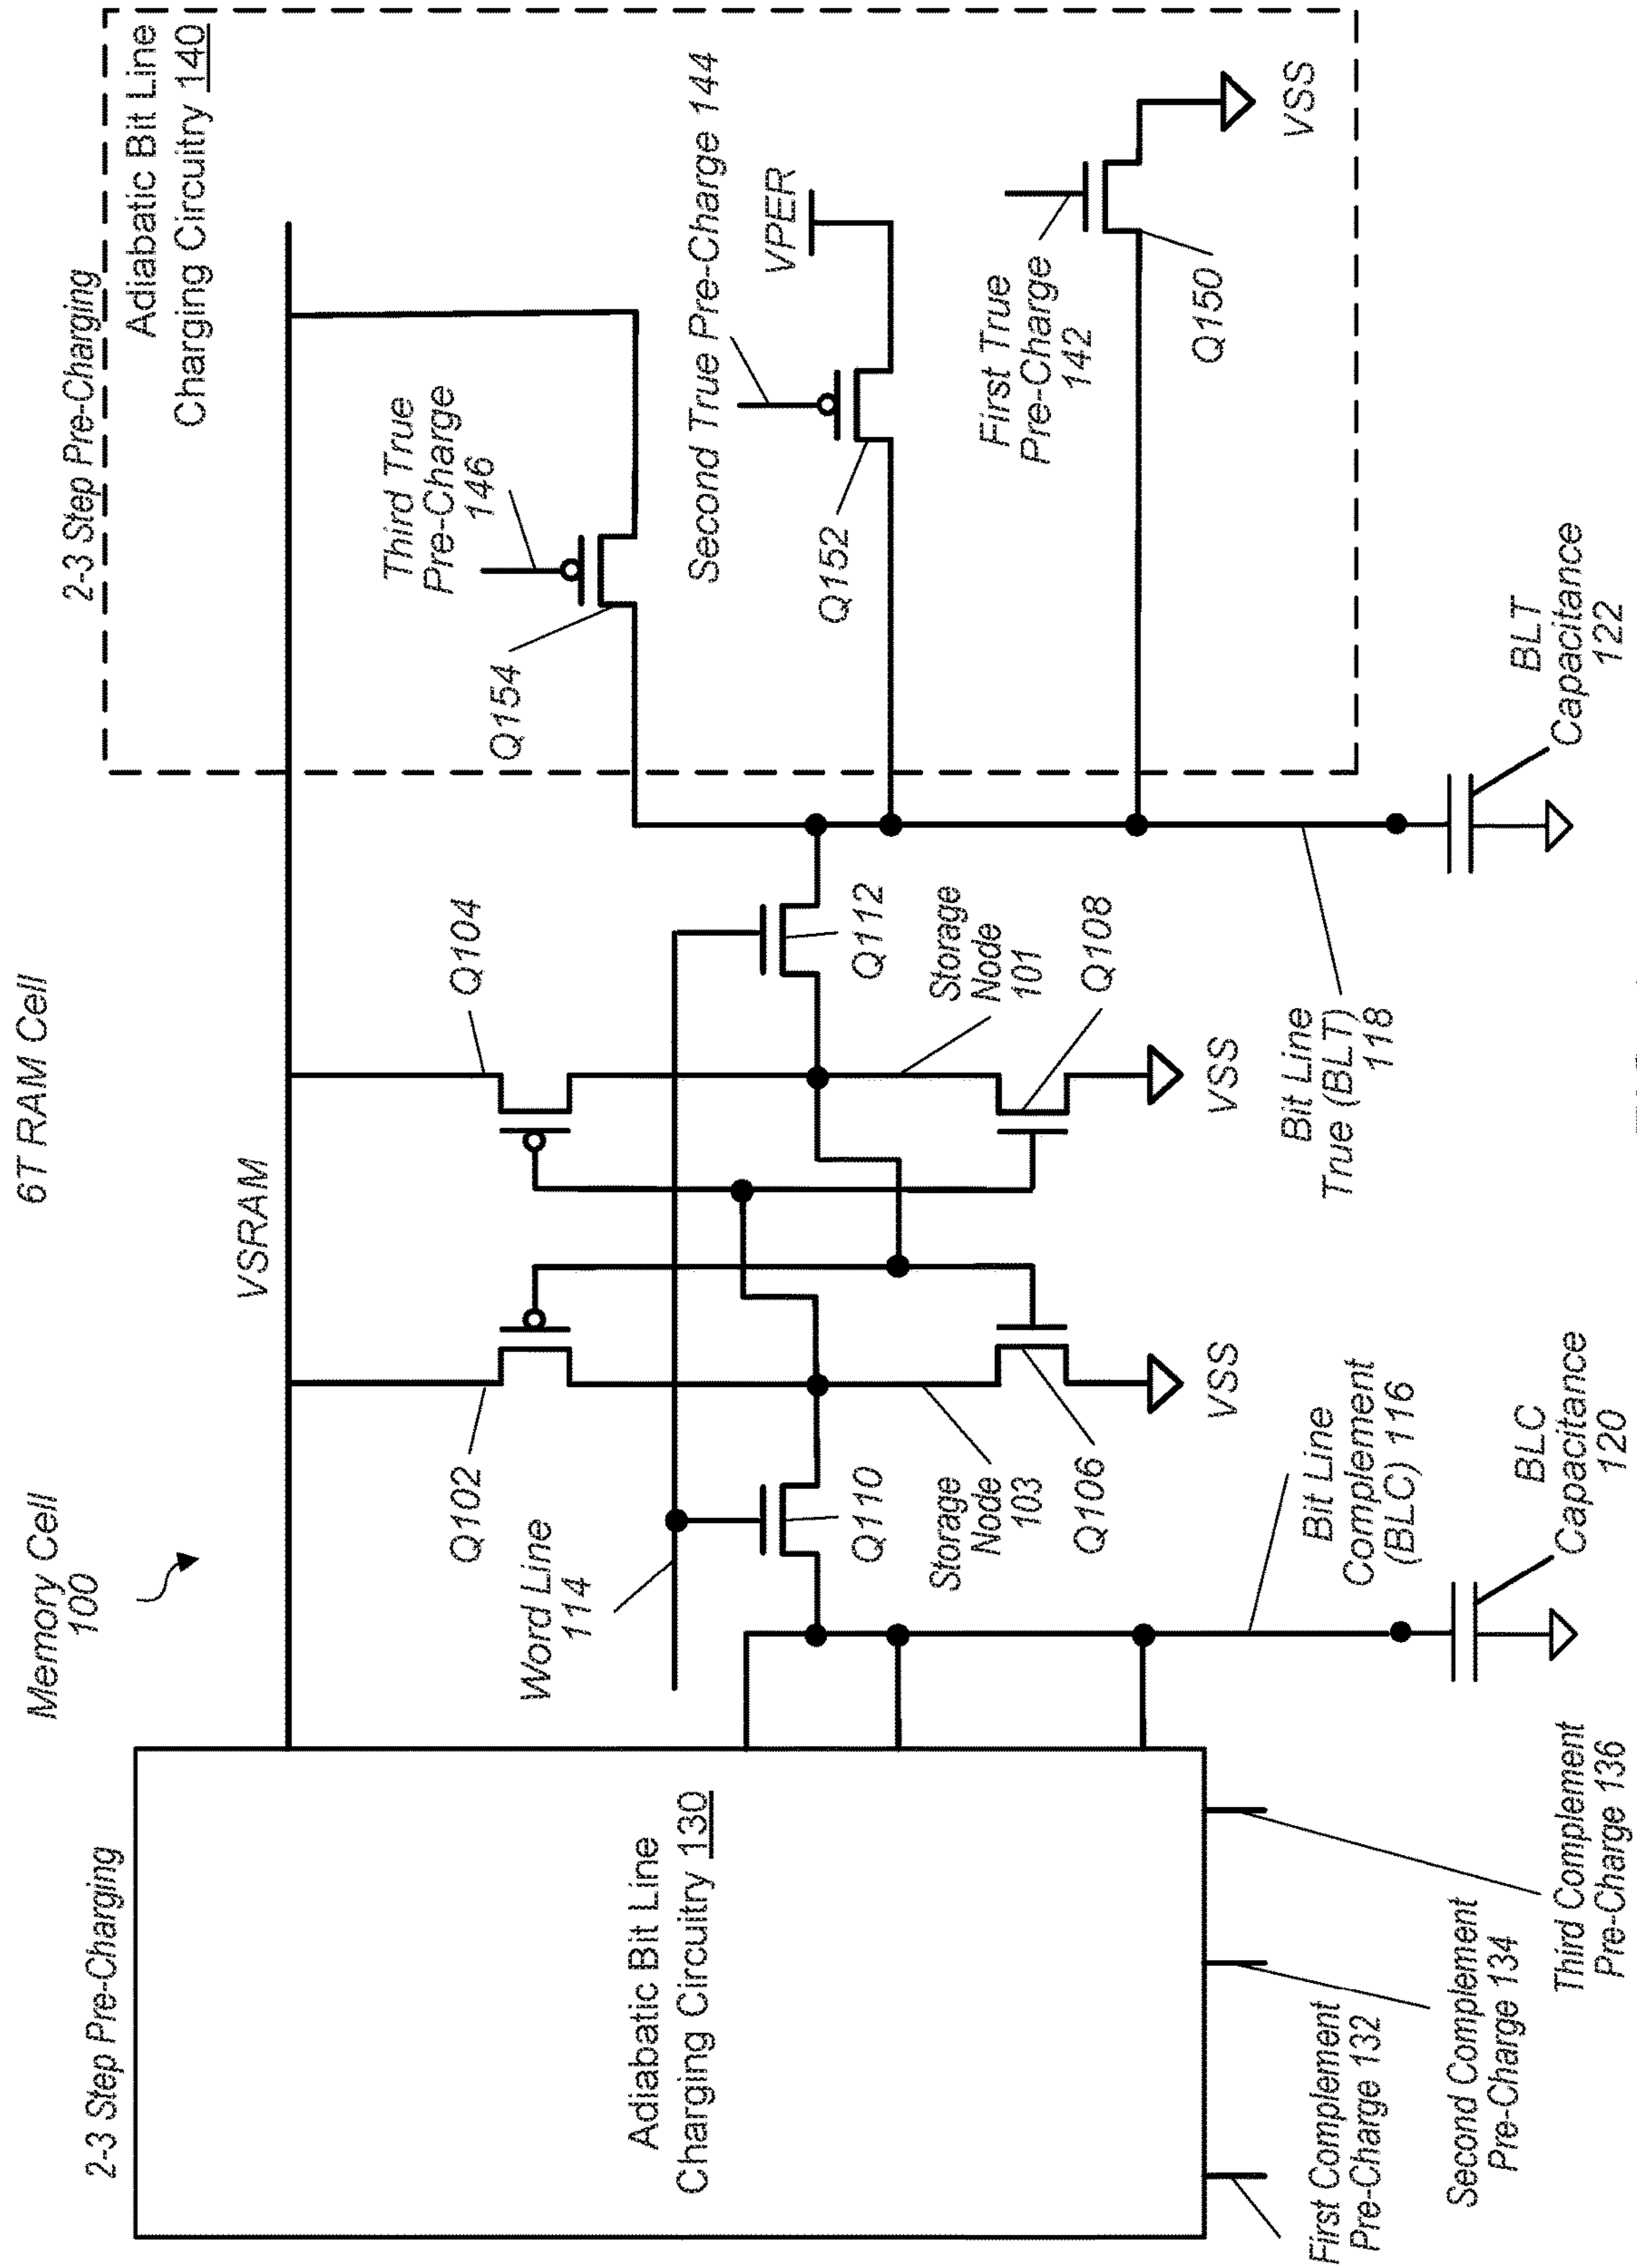 6T RAM Cell
Memory Cell
100
2-3 Step Pre-Charging
Adiabatic Bit Line
Charging Circuitry 130
First Complement
Pre-Charge 132
Second Complement
Pre-Charge 134
Third Complement
Pre-Charge 136
VSRAM
Word Line
114
Q102
Q104
Q110
Q112
Storage
Node
103
Storage
Node
101
Q106
Q108
VSS
VSS
Bit Line
Complement
(BLC) 116
BLC
Capacitance
120
Bit Line
True (BLT)
118
BLT
Capacitance
122
2-3 Step Pre-Charging
Adiabatic Bit Line
Charging Circuitry 140
Third True
Pre-Charge
146
Q154
Second True Pre-Charge 144
VPER
Q152
First True
Pre-Charge
142
Q150
VSS